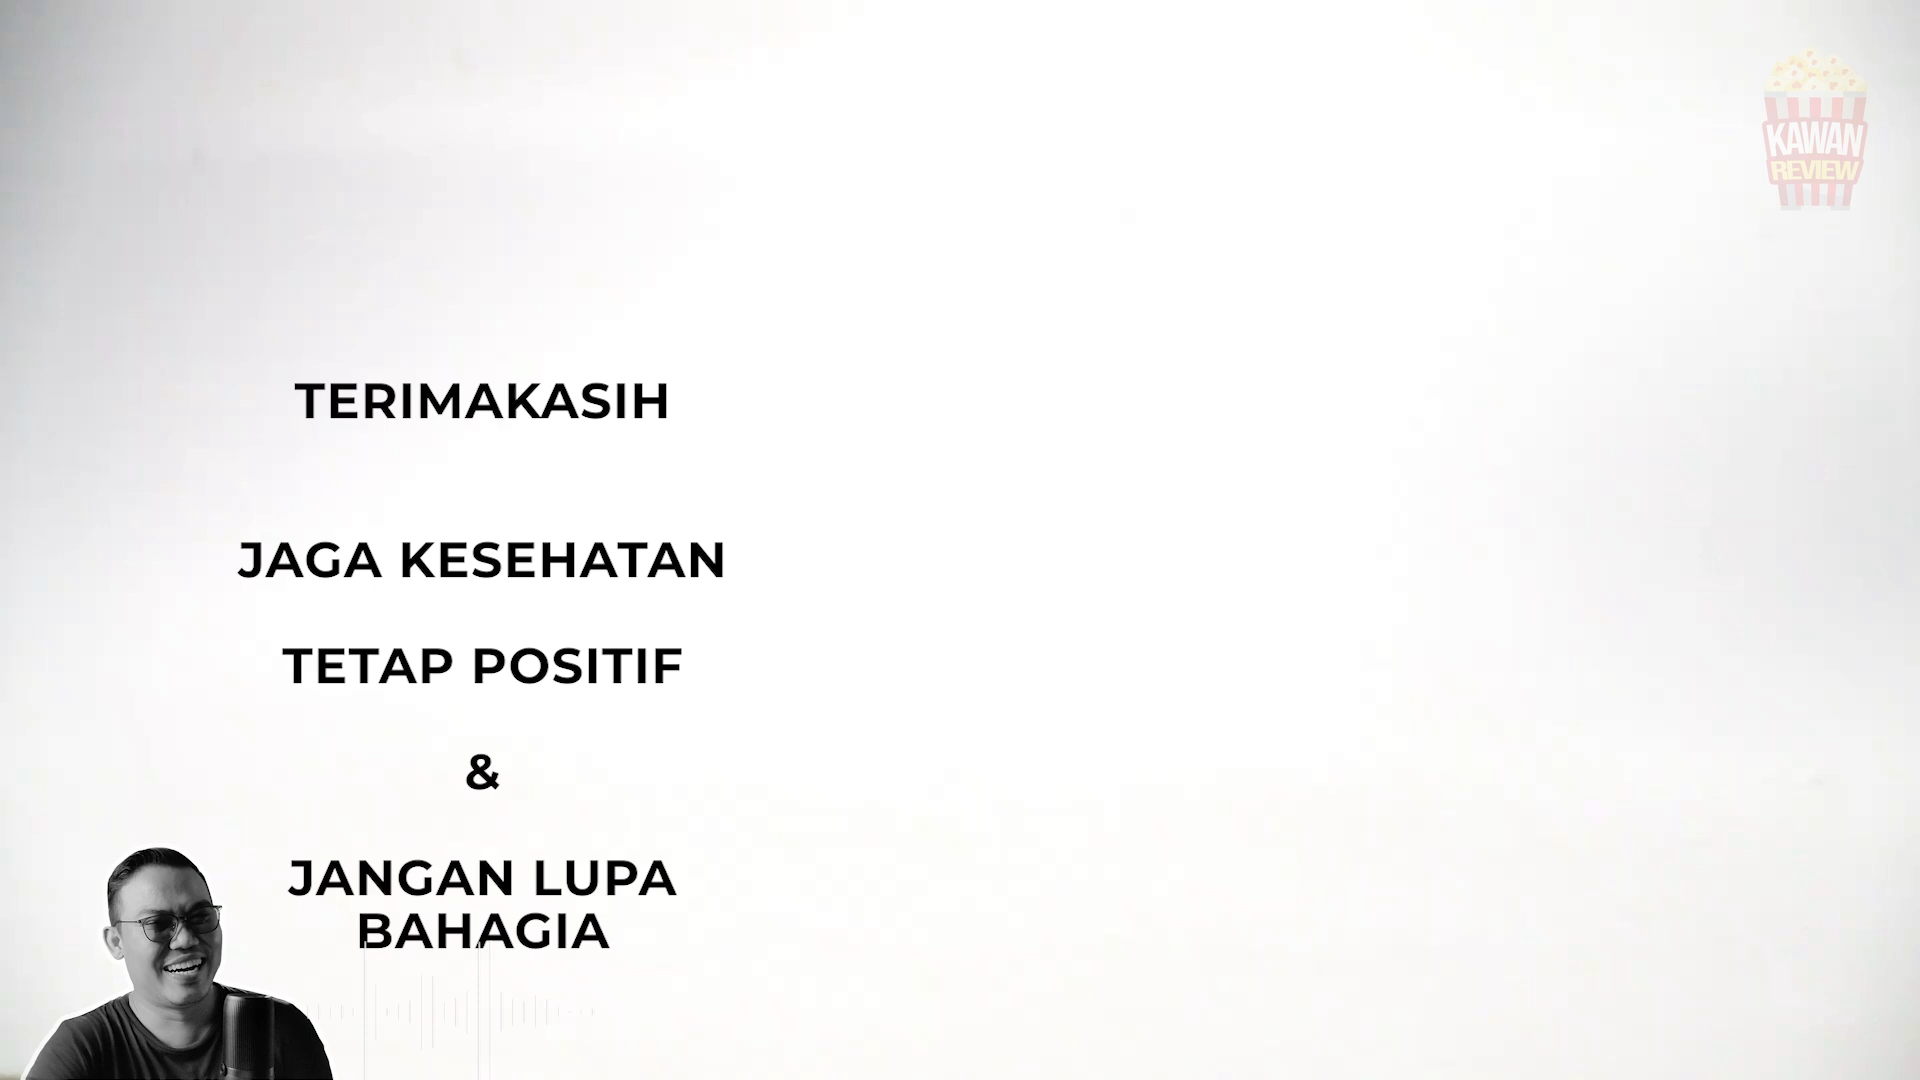 KAWAN
REVIEW
TERIMAKASIH
JAGA KESEHATAN
TETAP POSITIF
&
JANGAN LUPA
BAHAGIA